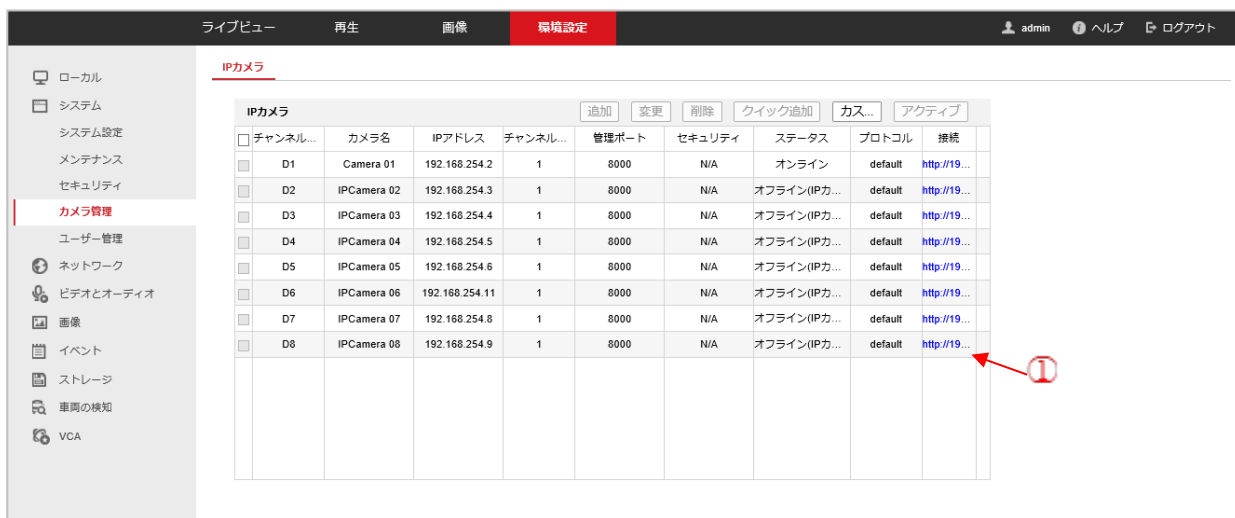 ライブビュー 再生 画像 環境設定 admin ヘルプ ログアウト
ローカル
システム
システム設定
メンテナンス
セキュリティ
カメラ管理
ユーザー管理
ネットワーク
ビデオとオーディオ
画像
イベント
ストレージ
車両の検知
VCA
IPカメラ
IPカメラ 追加 変更 削除 クイック追加 カス... アクティブ
チャンネル... カメラ名 IPアドレス チャンネル... 管理ポート セキュリティ ステータス プロトコル 接続
D1 Camera 01 192.168.254.2 1 8000 N/A オンライン default http://19...
D2 IPCamera 02 192.168.254.3 1 8000 N/A オフライン(IPカ... default http://19...
D3 IPCamera 03 192.168.254.4 1 8000 N/A オフライン(IPカ... default http://19...
D4 IPCamera 04 192.168.254.5 1 8000 N/A オフライン(IPカ... default http://19...
D5 IPCamera 05 192.168.254.6 1 8000 N/A オフライン(IPカ... default http://19...
D6 IPCamera 06 192.168.254.11 1 8000 N/A オフライン(IPカ... default http://19...
D7 IPCamera 07 192.168.254.8 1 8000 N/A オフライン(IPカ... default http://19...
D8 IPCamera 08 192.168.254.9 1 8000 N/A オフライン(IPカ... default http://19...
①